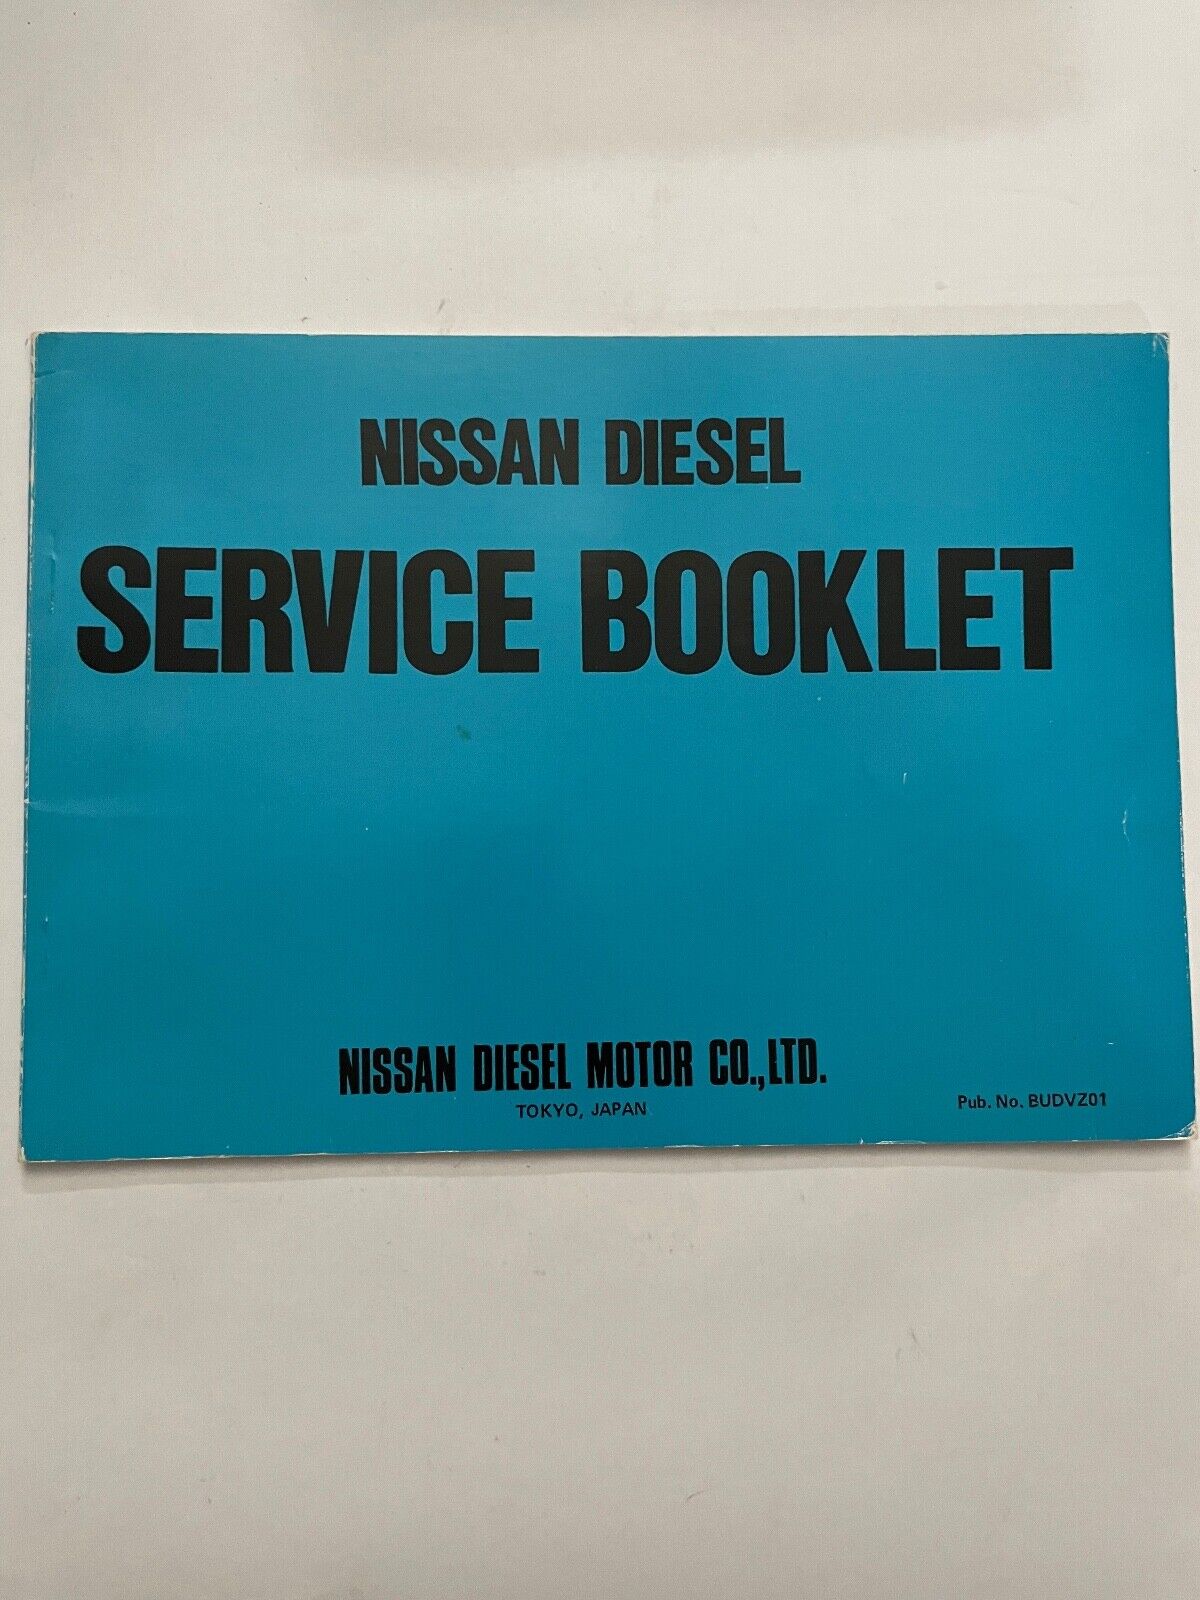 NISSAN DIESEL
SERVICE BOOKLET
NISSAN DIESEL MOTOR CO.,LTD.
TOKYO, JAPAN
Pub. No. BUDVZ01